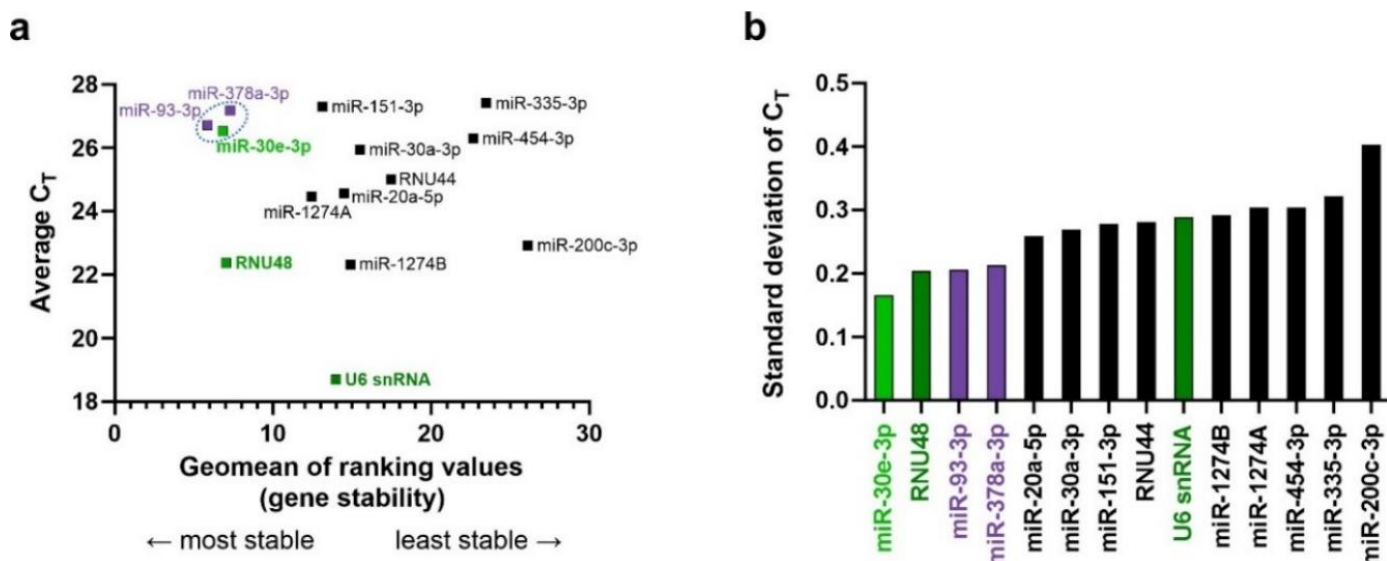 a
28
26
24
22
20
18
Average CT
miR-378a-3p
miR-93-3p
miR-30e-3p
miR-151-3p
miR-335-3p
miR-454-3p
miR-30a-3p
RNU44
miR-20a-5p
miR-1274A
miR-200c-3p
RNU48
miR-1274B
U6 snRNA
0 10 20 30
Geomean of ranking values
(gene stability)
← most stable least stable →
b
0.5
0.4
0.3
0.2
0.1
0.0
Standard deviation of CT
miR-30e-3p
RNU48
miR-93-3p
miR-378a-3p
miR-20a-5p
miR-30a-3p
miR-151-3p
RNU44
U6 snRNA
miR-1274B
miR-1274A
miR-454-3p
miR-335-3p
miR-200c-3p